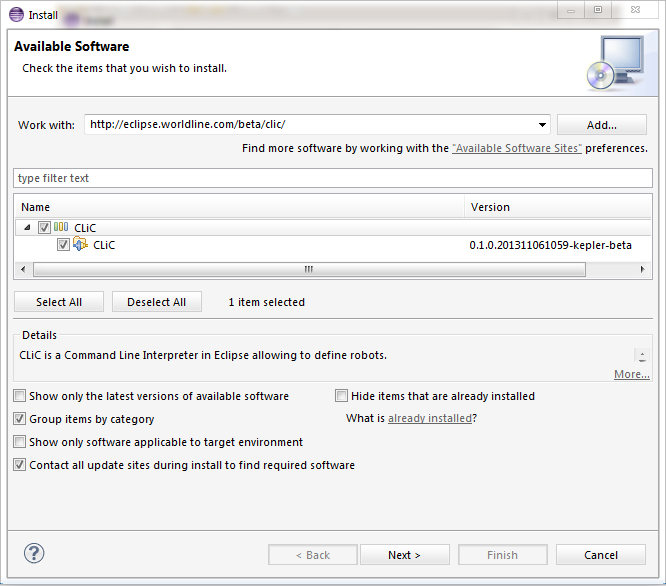 Install
Available Software
Check the items that you wish to install.
Work with: http://eclipse.worldline.com/beta/clic/ Add...
Find more software by working with the "Available Software Sites" preferences.
type filter text
Name Version
CLiC
CLiC 0.1.0.201311061059-kepler-beta
Select All Deselect All 1 item selected
Details
CLiC is a Command Line Interpreter in Eclipse allowing to define robots.
More...
Show only the latest versions of available software Hide items that are already installed
Group items by category What is already installed?
Show only software applicable to target environment
Contact all update sites during install to find required software
? < Back Next > Finish Cancel